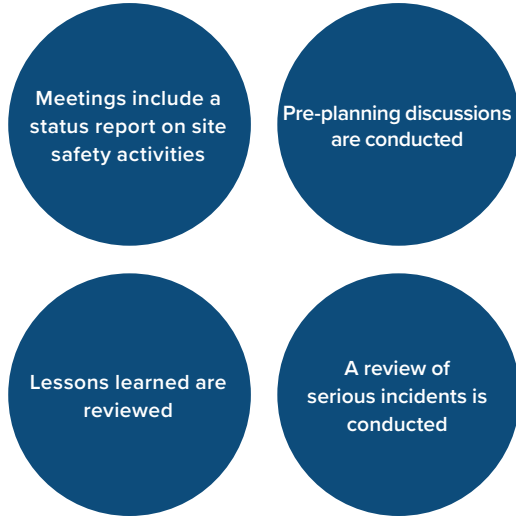 Meetings include a
status report on site
safety activities
Pre-planning discussions
are conducted
Lessons learned are
reviewed
A review of
serious incidents is
conducted